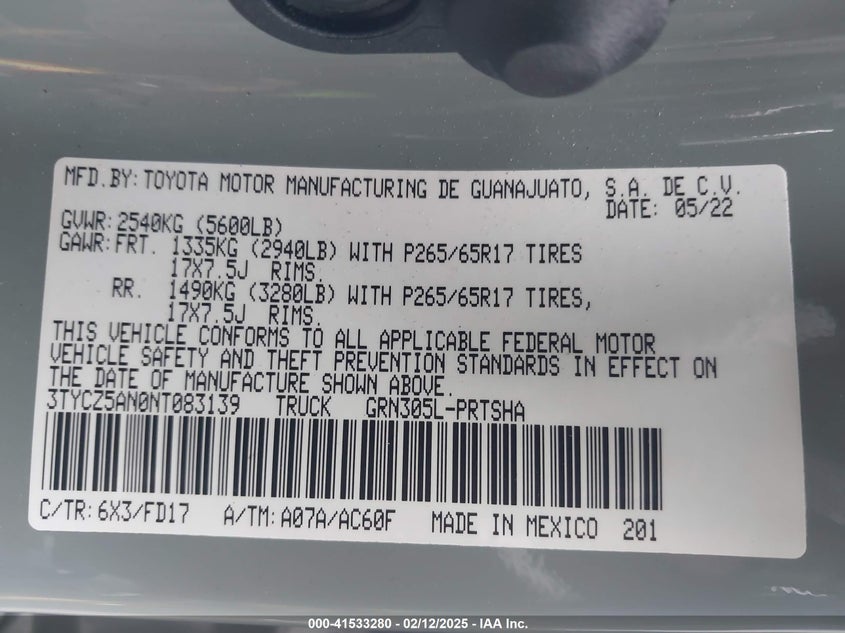 MFD.BY:TOYOTA MOTOR MANUFACTURING DE GUANAJUATO, S.A. DE C.V.
DATE: 05/22
GVWR:2540KG (5600LB)
GAWR:FRT. 1335KG (2940LB) WITH P265/65R17 TIRES
17X7.5J RIMS.
RR. 1490KG (3280LB) WITH P265/65R17 TIRES,
17X7.5J RIMS.
THIS VEHICLE CONFORMS TO ALL APPLICABLE FEDERAL MOTOR
VEHICLE SAFETY AND THEFT PREVENTION STANDARDS IN EFFECT ON
THE DATE OF MANUFACTURE SHOWN ABOVE.
3TYCZ5AN0NT083139 TRUCK GRN305L-PRTSHA
C/TR:6X3/FD17 A/TM:A07A/AC60F MADE IN MEXICO 201
000-41533280 - 02/12/2025 - IAA Inc.